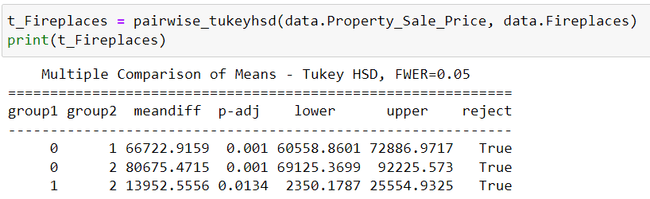 t_Fireplaces = pairwise_tukeyhsd(data.Property_Sale_Price, data.Fireplaces)
print(t_Fireplaces)
Multiple Comparison of Means - Tukey HSD, FWER=0.05
============================================================
group1 group2 meandiff p-adj lower upper reject
------------------------------------------------------------
0 1 66722.9159 0.001 60558.8601 72886.9717 True
0 2 80675.4715 0.001 69125.3699 92225.573 True
1 2 13952.5556 0.0134 2350.1787 25554.9325 True